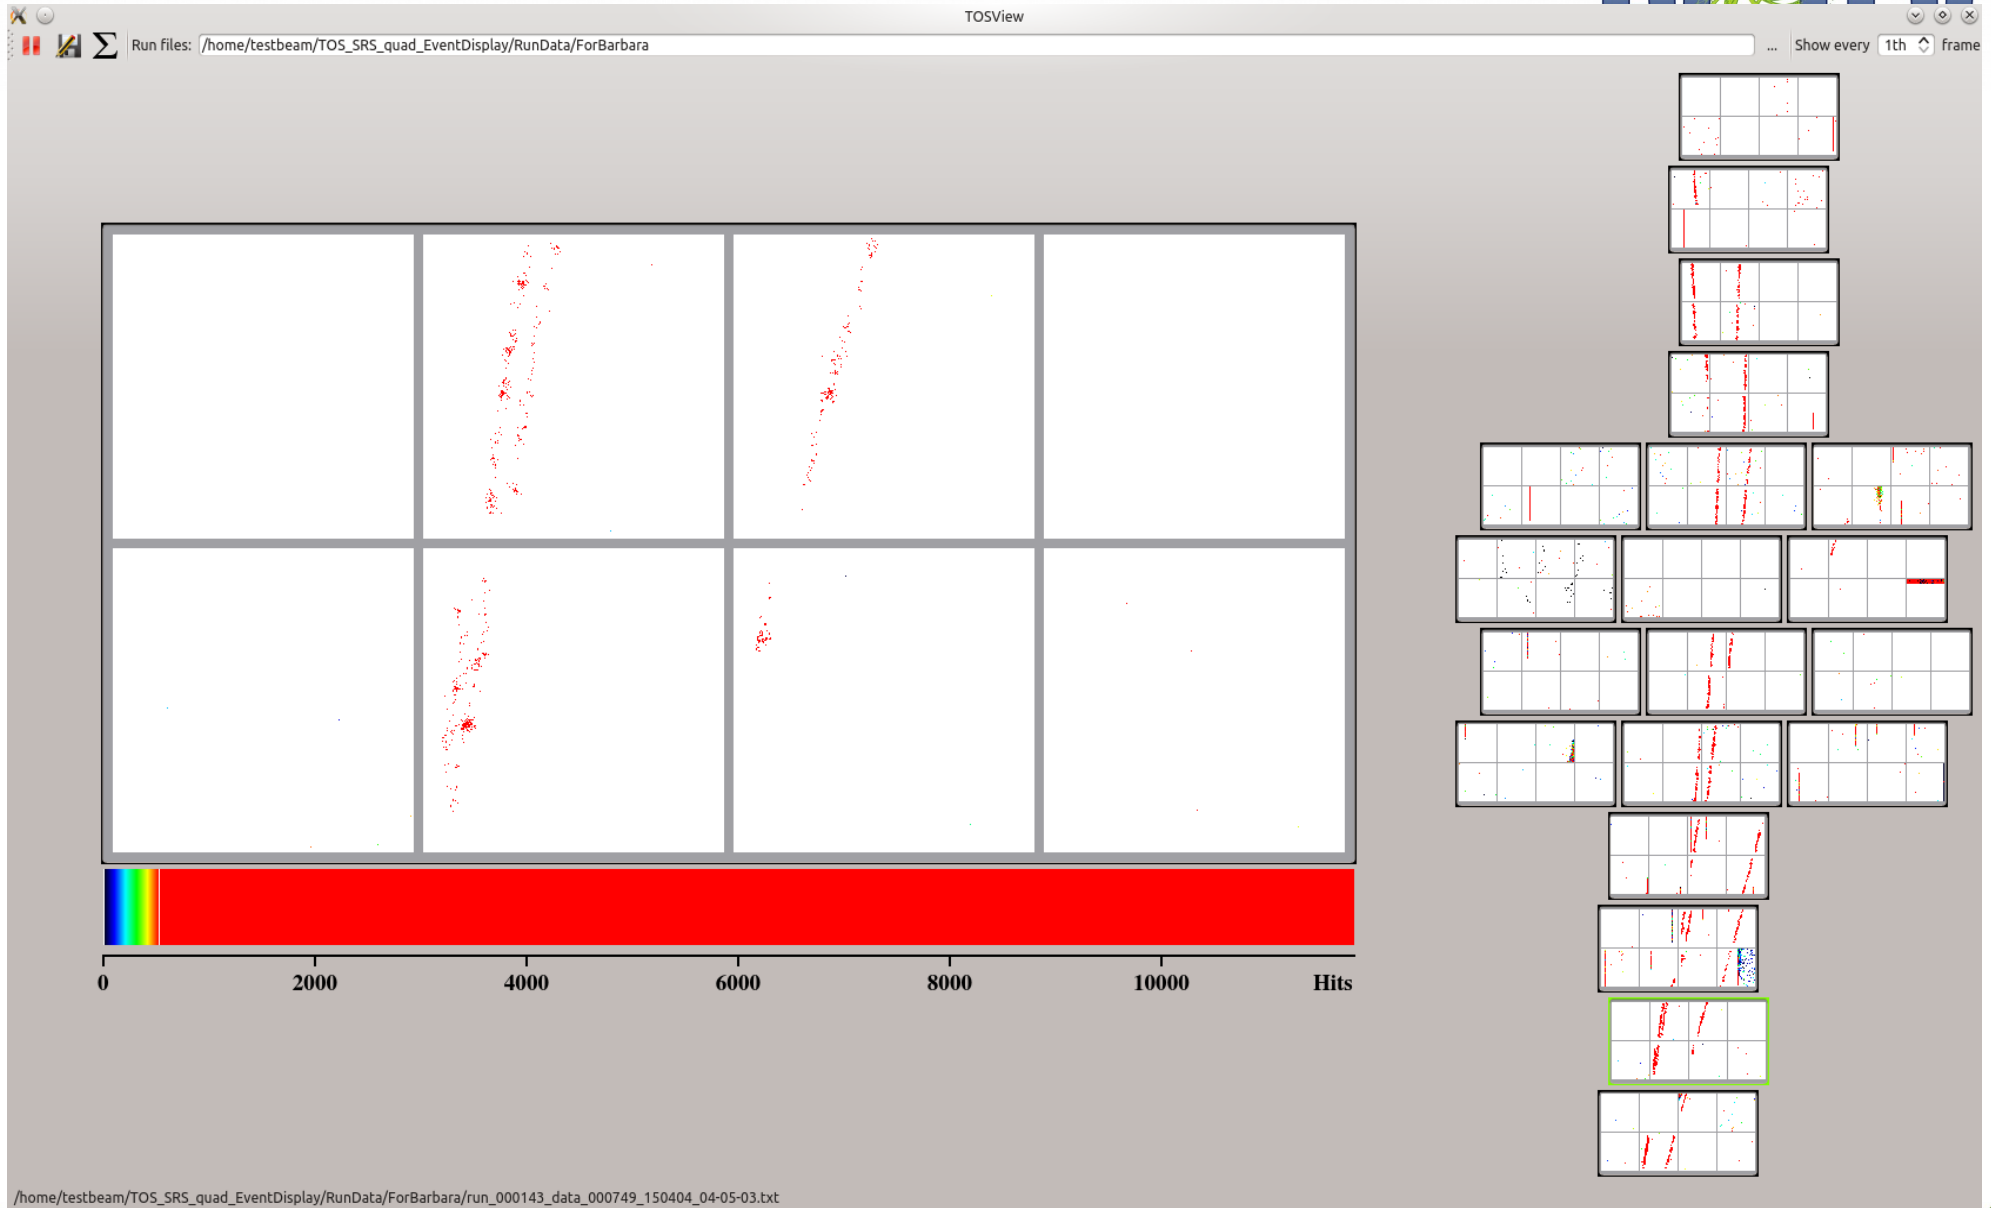 TOSView
Run files: /home/testbeam/TOS_SRS_quad_EventDisplay/RunData/ForBarbara ... Show every 1th frame
0 2000 4000 6000 8000 10000 Hits
/home/testbeam/TOS_SRS_quad_EventDisplay/RunData/ForBarbara/run_000143_data_000749_150404_04-05-03.txt